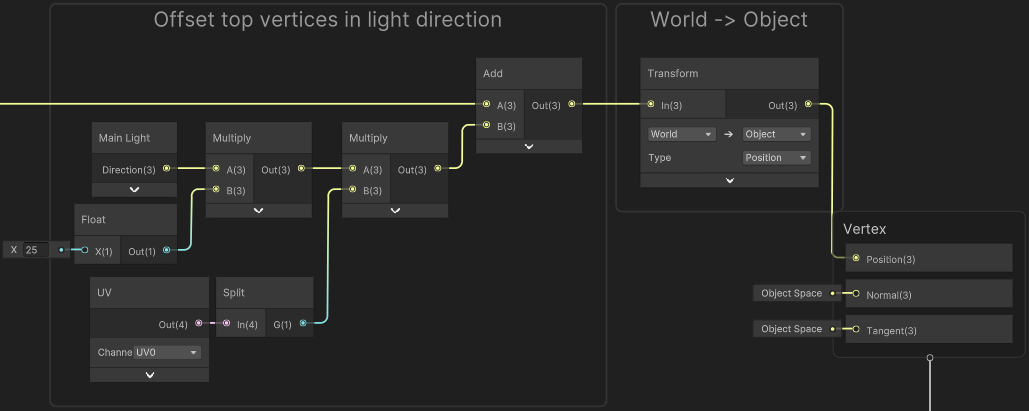 Offset top vertices in light direction
World -> Object
Add
A(3) Out(3)
B(3)
Transform
In(3) Out(3)
World Object
Type Position
Main Light
Direction(3)
Multiply
A(3) Out(3)
B(3)
Multiply
A(3) Out(3)
B(3)
Float
X 25
X(1) Out(1)
UV
Out(4)
Channe UV0
Split
In(4) G(1)
Vertex
Position(3)
Object Space Normal(3)
Object Space Tangent(3)